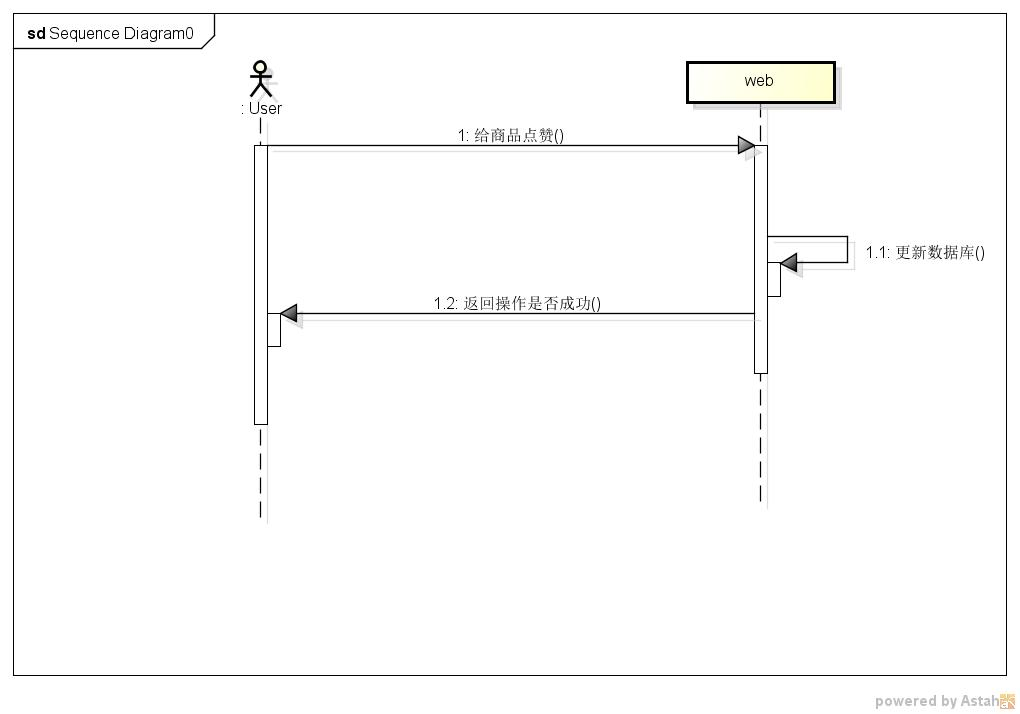 sd Sequence Diagram0
: User
web
1: 给商品点赞()
1.1: 更新数据库()
1.2: 返回操作是否成功()
powered by Astah